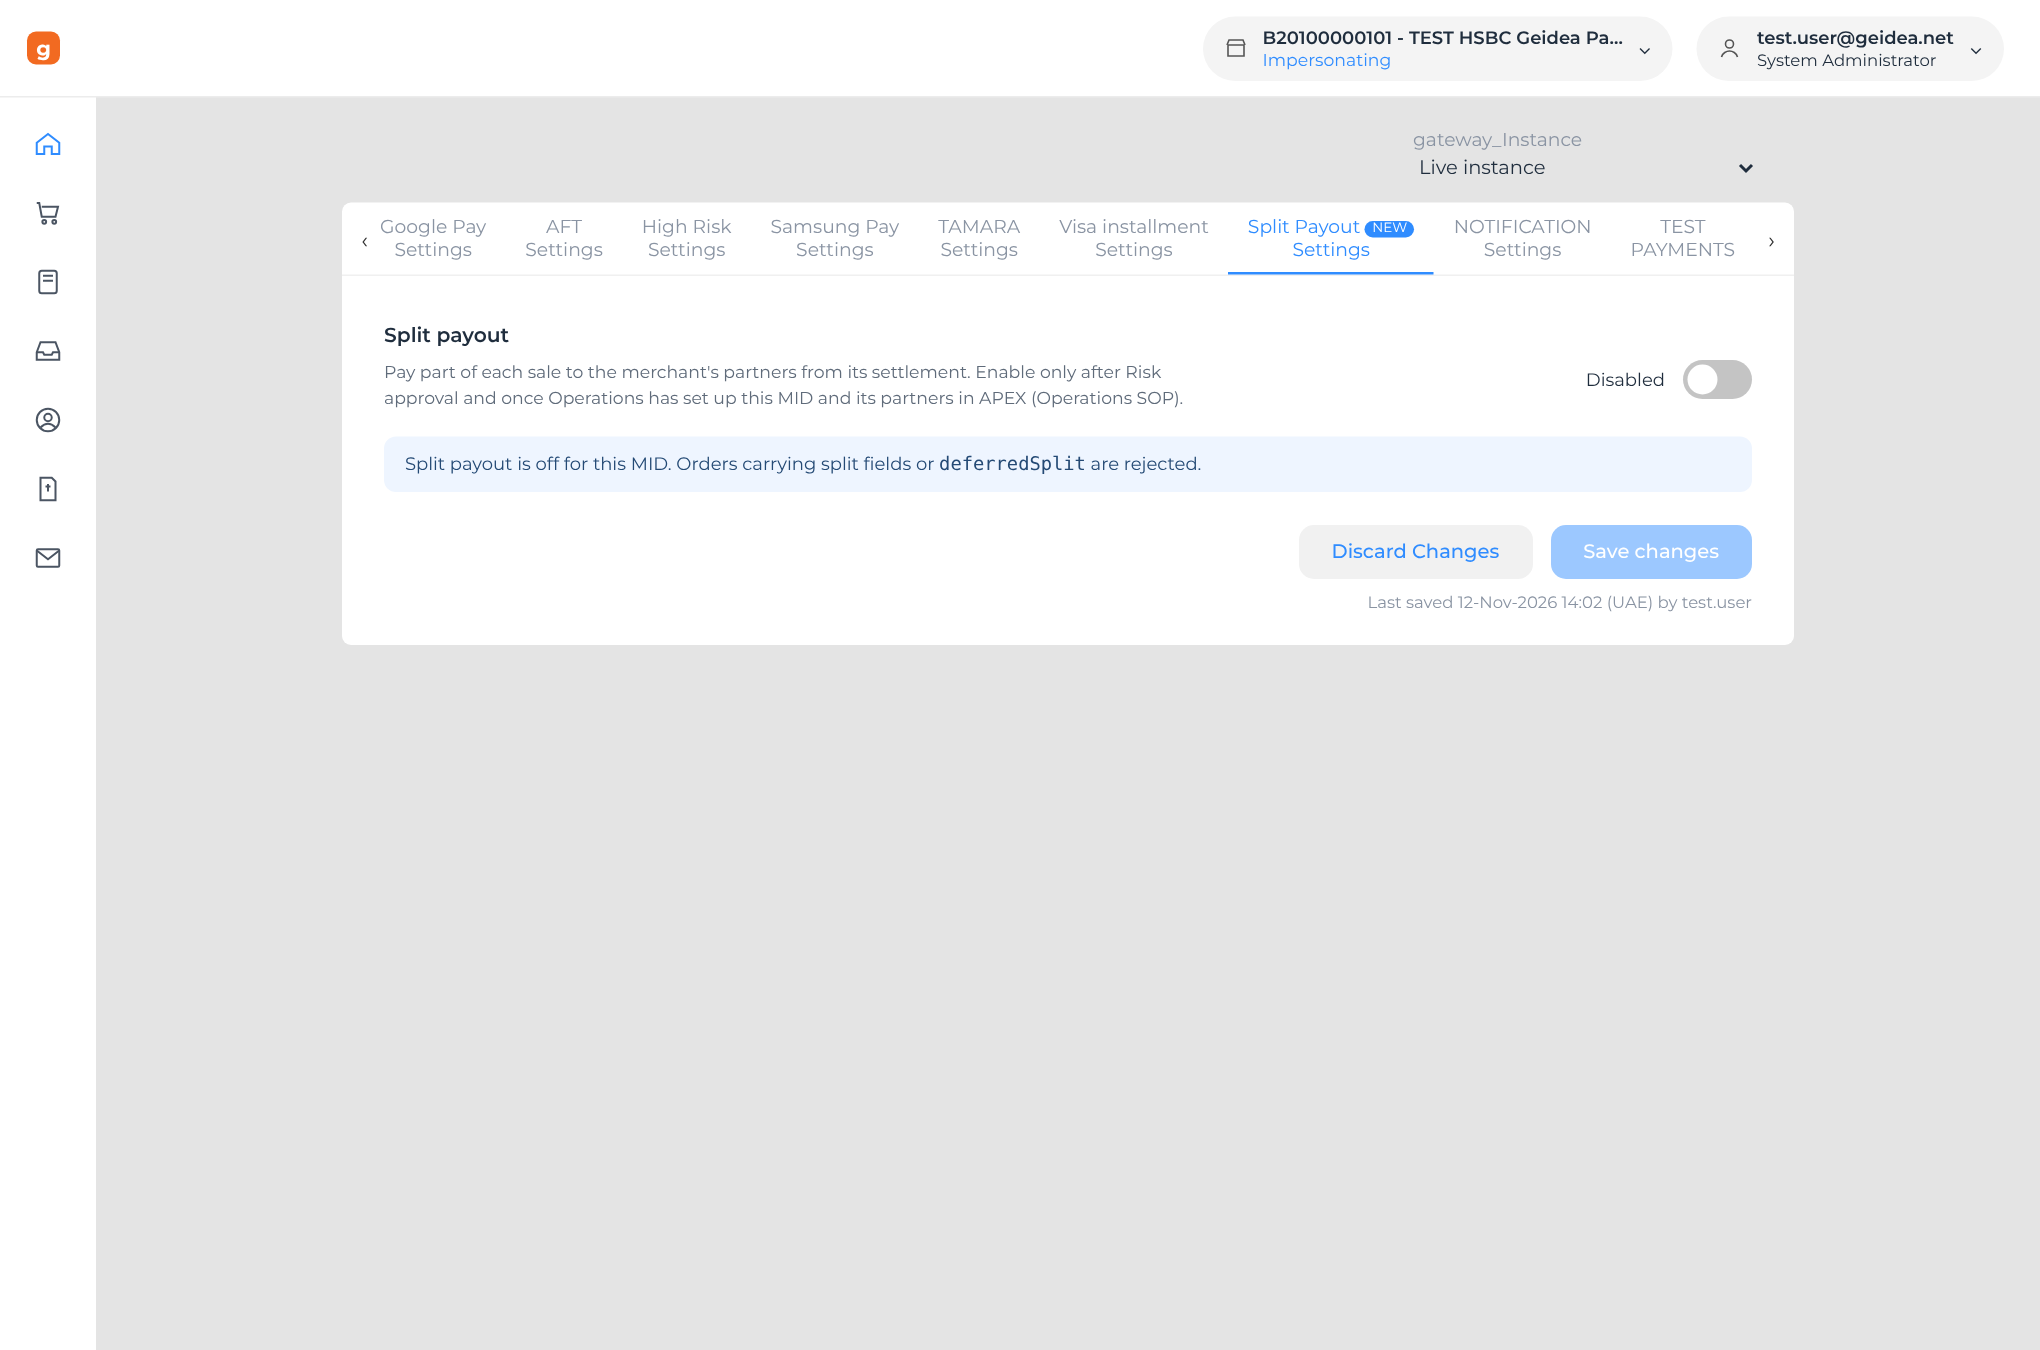 g
B20100000101 - TEST HSBC Geidea Pa...
Impersonating
test.user@geidea.net
System Administrator
gateway_Instance
Live instance
Google Pay
Settings
AFT
Settings
High Risk
Settings
Samsung Pay
Settings
TAMARA
Settings
Visa installment
Settings
Split Payout NEW
Settings
NOTIFICATION
Settings
TEST
PAYMENTS
Split payout
Pay part of each sale to the merchant's partners from its settlement. Enable only after Risk
approval and once Operations has set up this MID and its partners in APEX (Operations SOP).
Disabled
Split payout is off for this MID. Orders carrying split fields or deferredSplit are rejected.
Discard Changes
Save changes
Last saved 12-Nov-2026 14:02 (UAE) by test.user